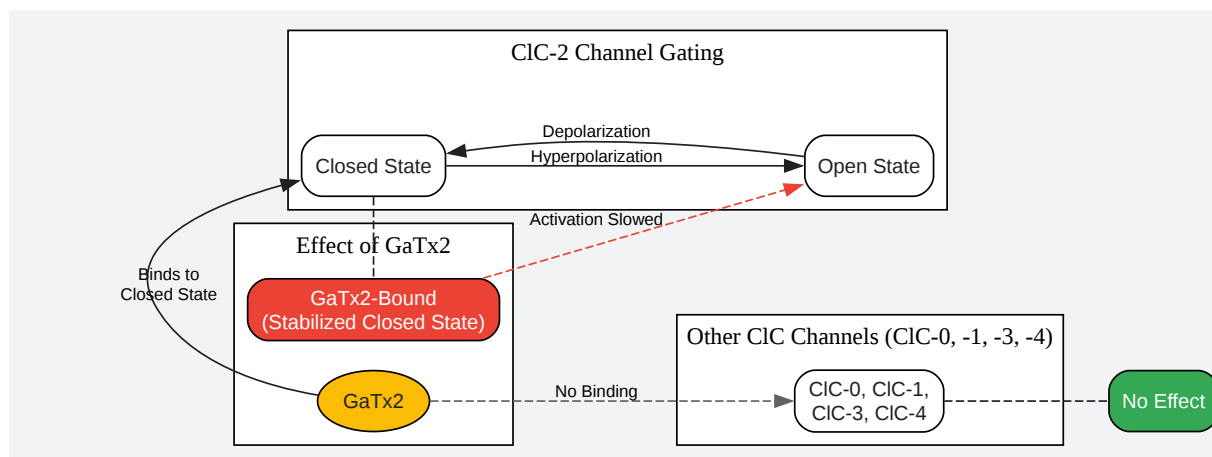 ClC-2 Channel Gating
Depolarization
Closed State
Hyperpolarization
Open State
Activation Slowed
Effect of GaTx2
Binds to
Closed State
GaTx2-Bound
(Stabilized Closed State)
Other ClC Channels (ClC-0, -1, -3, -4)
GaTx2
No Binding
ClC-0, ClC-1,
ClC-3, ClC-4
No Effect